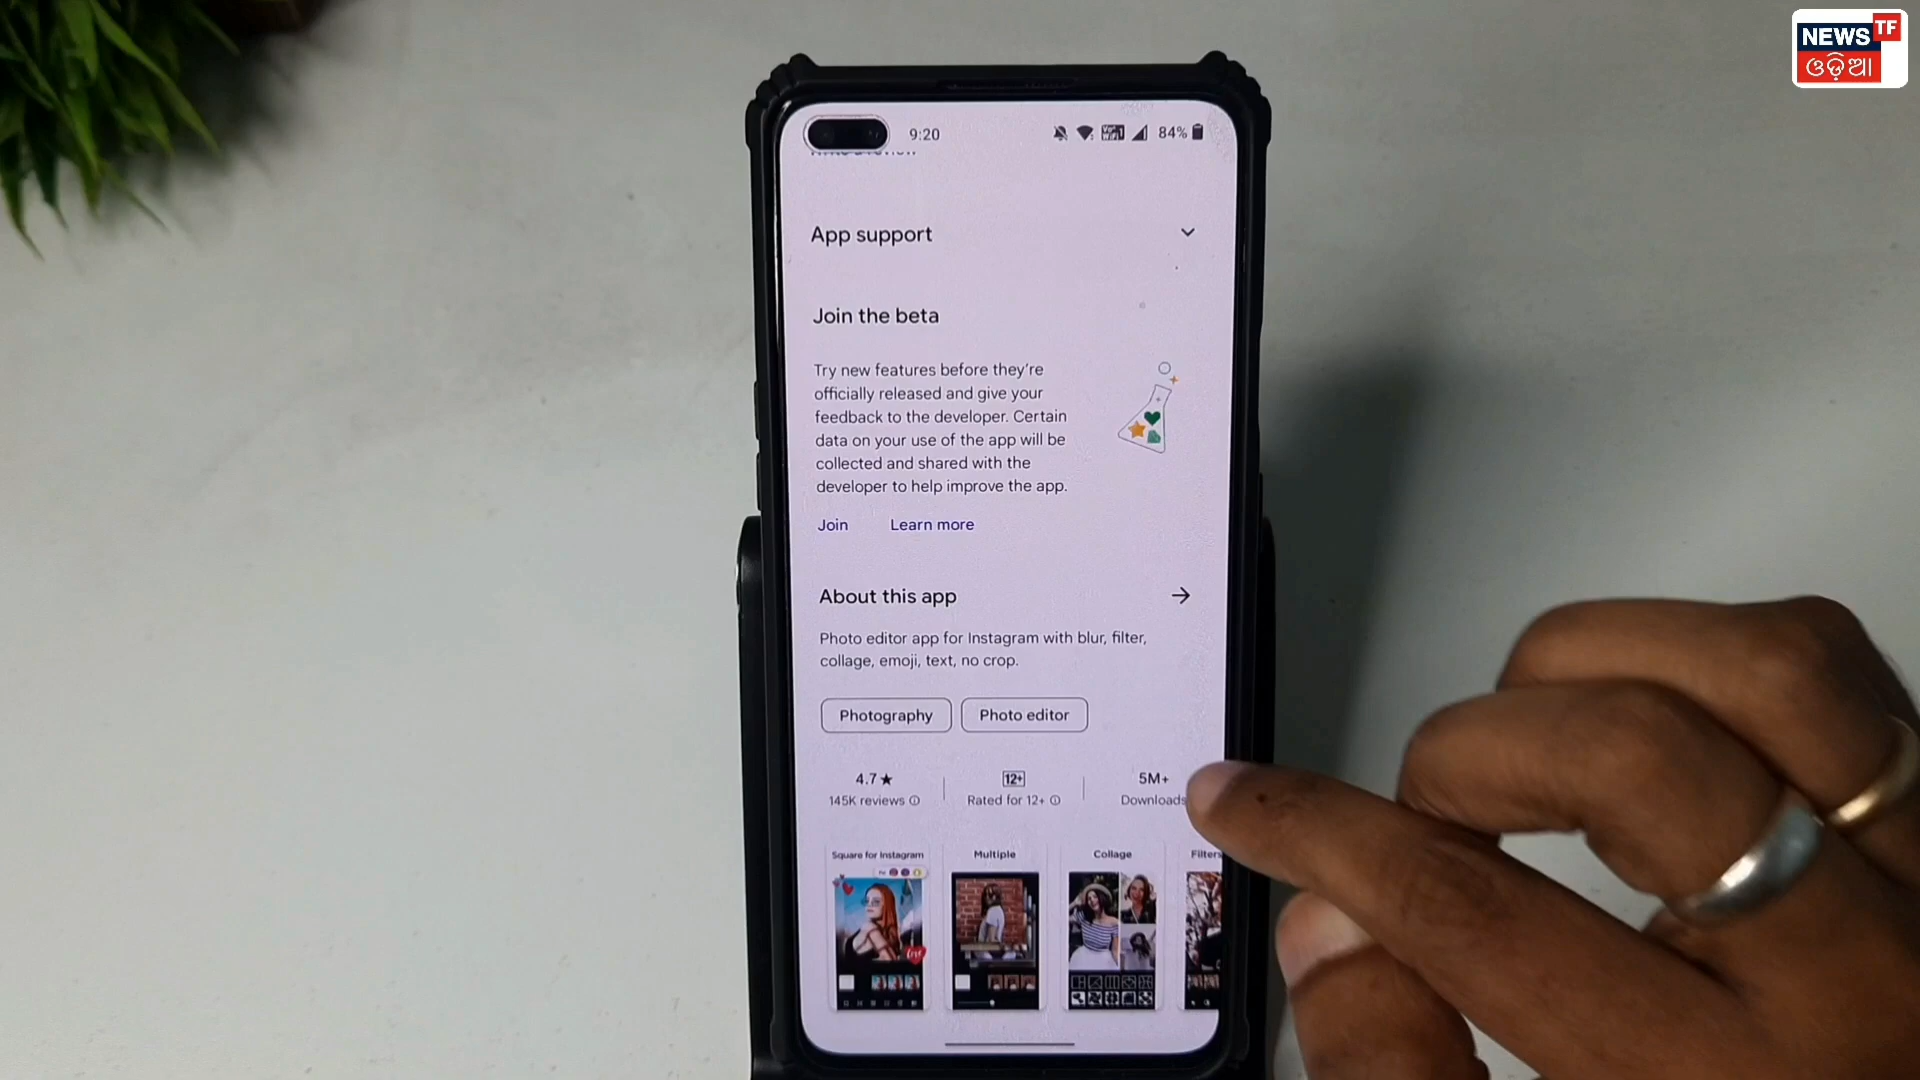 NEWS TF
ଓଡ଼ିଆ
9:20
84%
App support
Join the beta
Try new features before they're
officially released and give your
feedback to the developer. Certain
data on your use of the app will be
collected and shared with the
developer to help improve the app.
Join Learn more
About this app
Photo editor app for Instagram with blur, filter,
collage, emoji, text, no crop.
Photography Photo editor
4.7★ 12+ 5M+
145K reviews Rated for 12+ Downloads
Square for Instagram Multiple Collage Filters